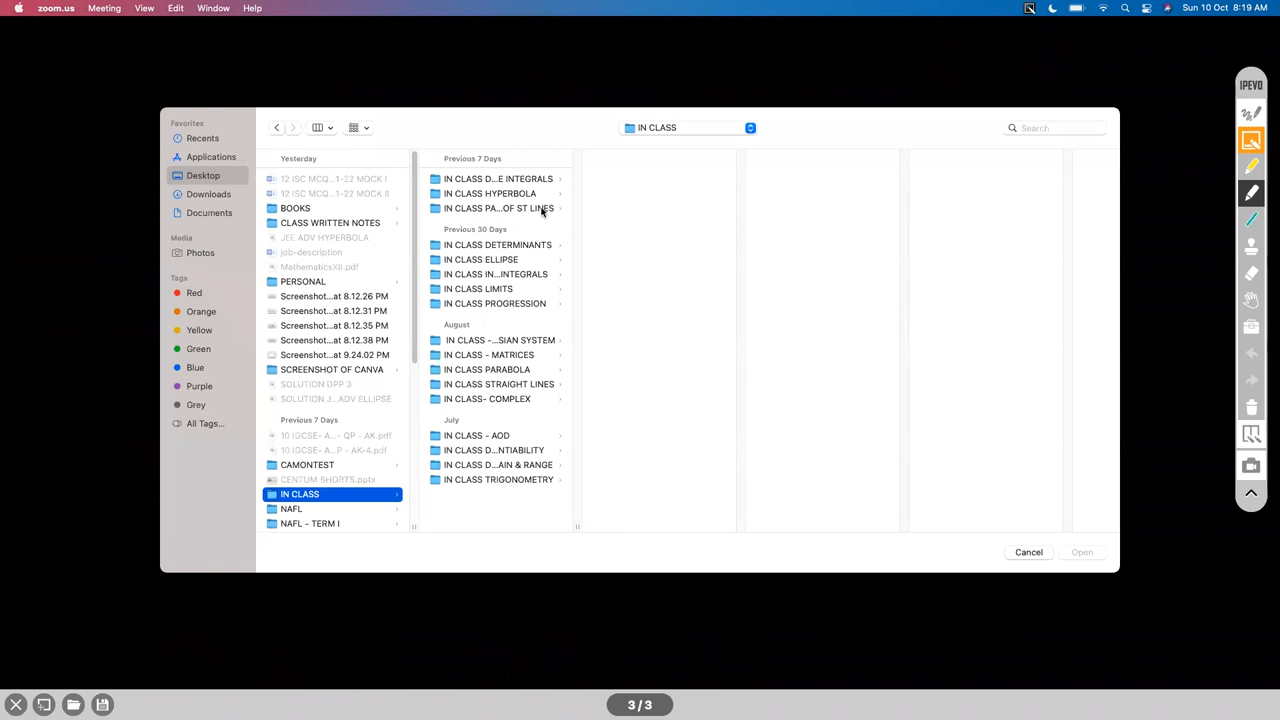 zoom.us Meeting View Edit Window Help
Sun 10 Oct 8:19 AM
IPEVO
IN CLASS
Search
Favorites
Recents
Applications
Desktop
Downloads
Documents
Media
Photos
Tags
Red
Orange
Yellow
Green
Blue
Purple
Grey
All Tags...
Yesterday
12 ISC MCQ...1-22 MOCK I
12 ISC MCQ...1-22 MOCK II
BOOKS
CLASS WRITTEN NOTES
JEE ADV HYPERBOLA
job-description
MathematicsXII.pdf
PERSONAL
Screenshot...at 8.12.26 PM
Screenshot...at 8.12.31 PM
Screenshot...at 8.12.35 PM
Screenshot...at 8.12.38 PM
Screenshot...at 9.24.02 PM
SCREENSHOT OF CANVA
SOLUTION DPP 3
SOLUTION J...ADV ELLIPSE
Previous 7 Days
10 IGCSE- A...- QP - AK.pdf
10 IGCSE- A...P - AK-4.pdf
CAMONTEST
CENTUM SHORTS.pptx
IN CLASS
NAFL
NAFL - TERM I
Previous 7 Days
IN CLASS D...E INTEGRALS
IN CLASS HYPERBOLA
IN CLASS PA...OF ST LINES
Previous 30 Days
IN CLASS DETERMINANTS
IN CLASS ELLIPSE
IN CLASS IN...INTEGRALS
IN CLASS LIMITS
IN CLASS PROGRESSION
August
IN CLASS -...SIAN SYSTEM
IN CLASS - MATRICES
IN CLASS PARABOLA
IN CLASS STRAIGHT LINES
IN CLASS- COMPLEX
July
IN CLASS - AOD
IN CLASS D...NTIABILITY
IN CLASS D...AIN & RANGE
IN CLASS TRIGONOMETRY
Cancel
Open
3 / 3